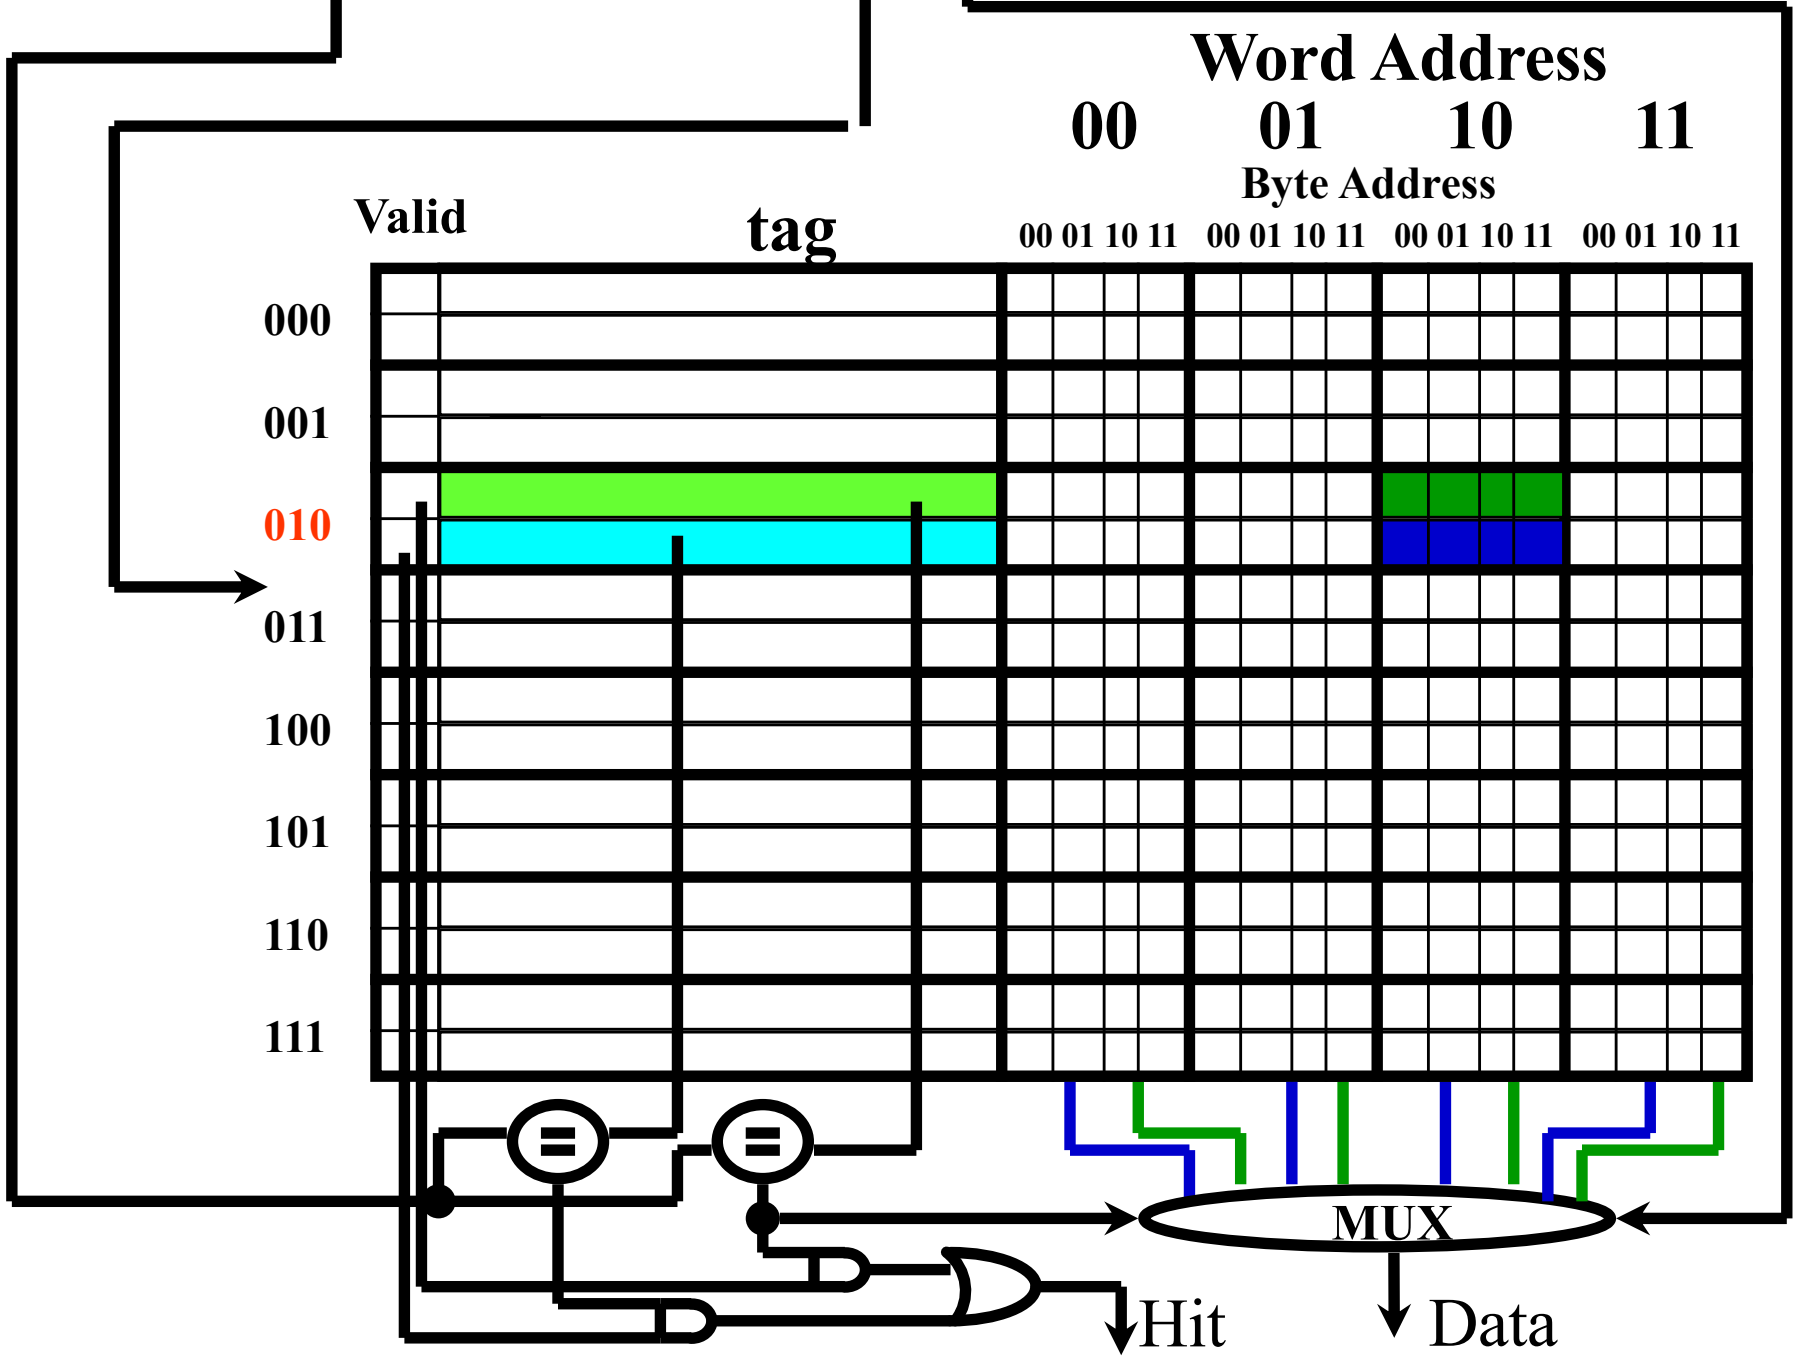 Word Address
00 01 10 11
Byte Address
Valid tag 00 01 10 11 00 01 10 11 00 01 10 11 00 01 10 11
000
001
010
011
100
101
110
111
= =
MUX
Hit Data